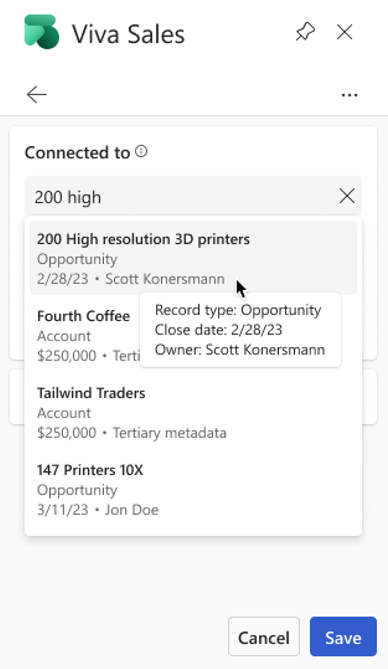 Viva Sales
Connected to
200 high
200 High resolution 3D printers
Opportunity
2/28/23 • Scott Konersmann
Record type: Opportunity
Close date: 2/28/23
Owner: Scott Konersmann
Fourth Coffee
Account
$250,000 • Terti
Tailwind Traders
Account
$250,000 • Tertiary metadata
147 Printers 10X
Opportunity
3/11/23 • Jon Doe
Cancel
Save